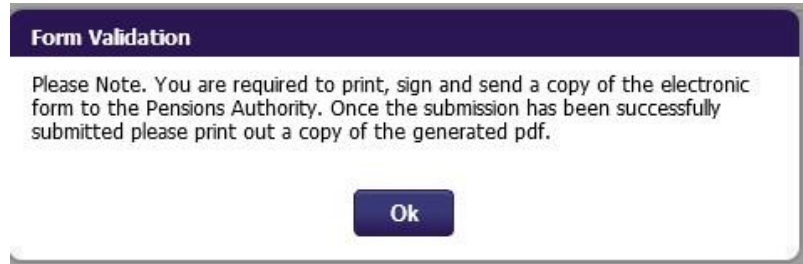 Form Validation
Please Note. You are required to print, sign and send a copy of the electronic
form to the Pensions Authority. Once the submission has been successfully
submitted please print out a copy of the generated pdf.
Ok